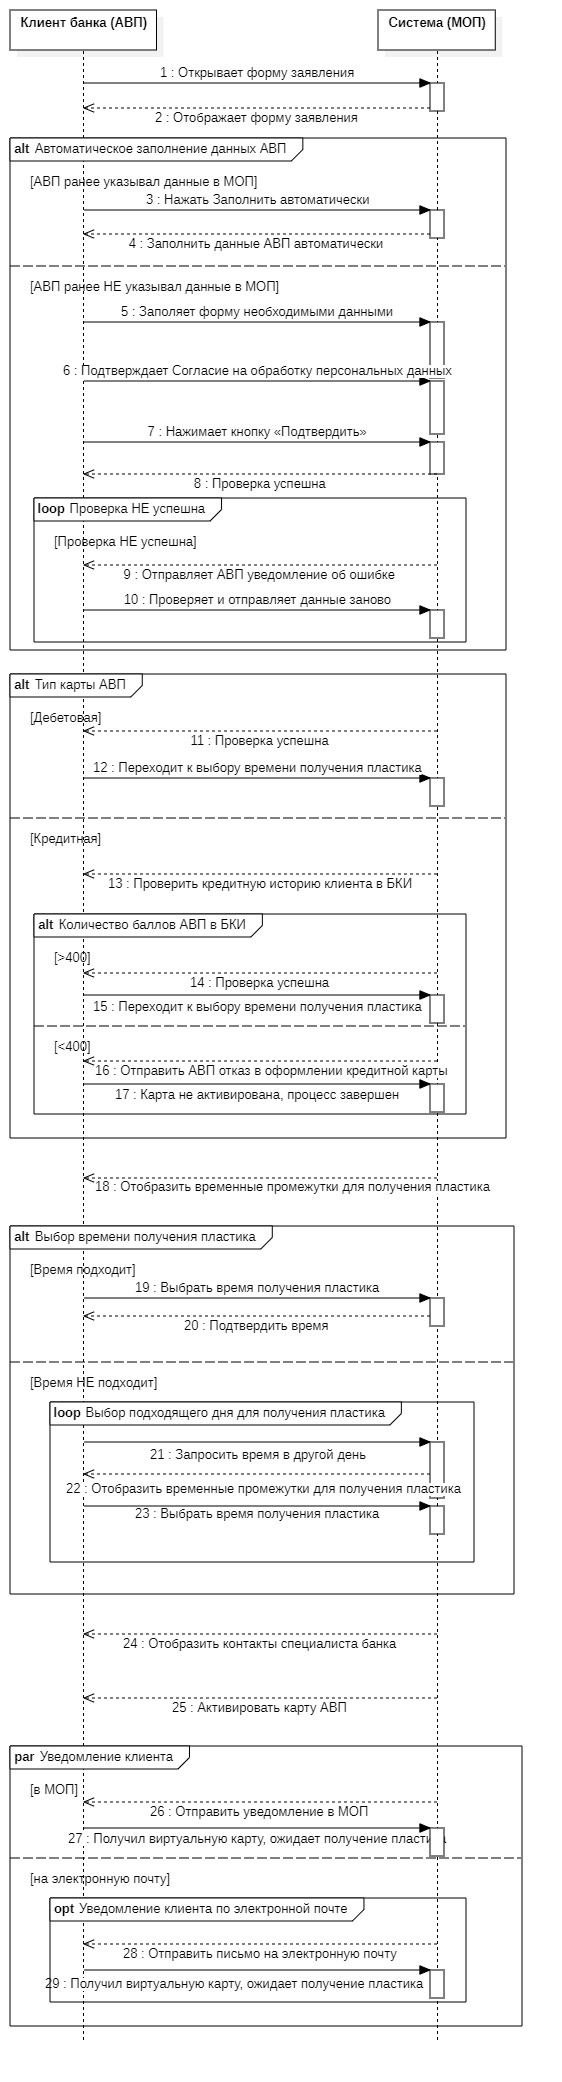 Клиент банка (АВП)
Система (МОП)
1 : Открывает форму заявления
2 : Отображает форму заявления
alt Автоматическое заполнение данных АВП
[АВП ранее указывал данные в МОП]
3 : Нажать Заполнить автоматически
4 : Заполнить данные АВП автоматически
[АВП ранее НЕ указывал данные в МОП]
5 : Заполяет форму необходимыми данными
6 : Подтверждает Согласие на обработку персональных данных
7 : Нажимает кнопку «Подтвердить»
8 : Проверка успешна
loop Проверка НЕ успешна
[Проверка НЕ успешна]
9 : Отправляет АВП уведомление об ошибке
10 : Проверяет и отправляет данные заново
alt Тип карты АВП
[Дебетовая]
11 : Проверка успешна
12 : Переходит к выбору времени получения пластика
[Кредитная]
13 : Проверить кредитную историю клиента в БКИ
alt Количество баллов АВП в БКИ
[>400]
14 : Проверка успешна
15 : Переходит к выбору времени получения пластика
[<400]
16 : Отправить АВП отказ в оформлении кредитной карты
17 : Карта не активирована, процесс завершен
18 : Отобразить временные промежутки для получения пластика
alt Выбор времени получения пластика
[Время подходит]
19 : Выбрать время получения пластика
20 : Подтвердить время
[Время НЕ подходит]
loop Выбор подходящего дня для получения пластика
21 : Запросить время в другой день
22 : Отобразить временные промежутки для получения пластика
23 : Выбрать время получения пластика
24 : Отобразить контакты специалиста банка
25 : Активировать карту АВП
par Уведомление клиента
[в МОП]
26 : Отправить уведомление в МОП
27 : Получил виртуальную карту, ожидает получение пластика
[на электронную почту]
opt Уведомление клиента по электронной почте
28 : Отправить письмо на электронную почту
29 : Получил виртуальную карту, ожидает получение пластика